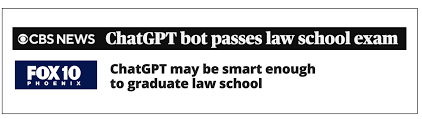 CBS NEWS ChatGPT bot passes law school exam
FOX 10 ChatGPT may be smart enough
PHOENIX to graduate law school